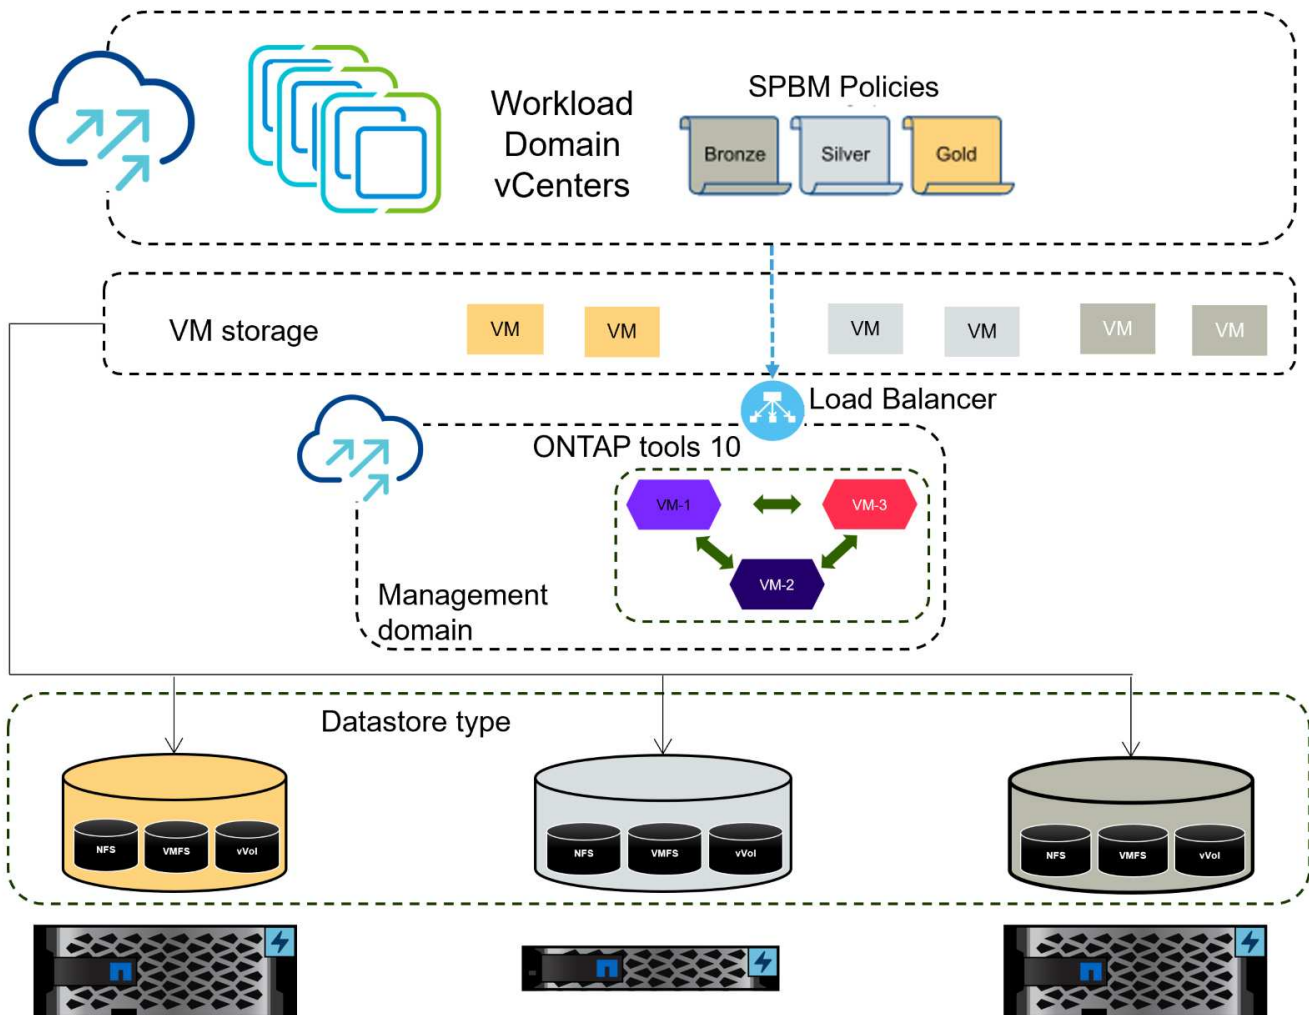 SPBM Policies
Workload
Domain
vCenters
Bronze
Silver
Gold
VM storage
VM
VM
VM
VM
VM
VM
Load Balancer
ONTAP tools 10
VM-1
VM-3
VM-2
Management
domain
Datastore type
NFS
VMFS
vVol
NFS
VMFS
vVol
NFS
VMFS
vVol